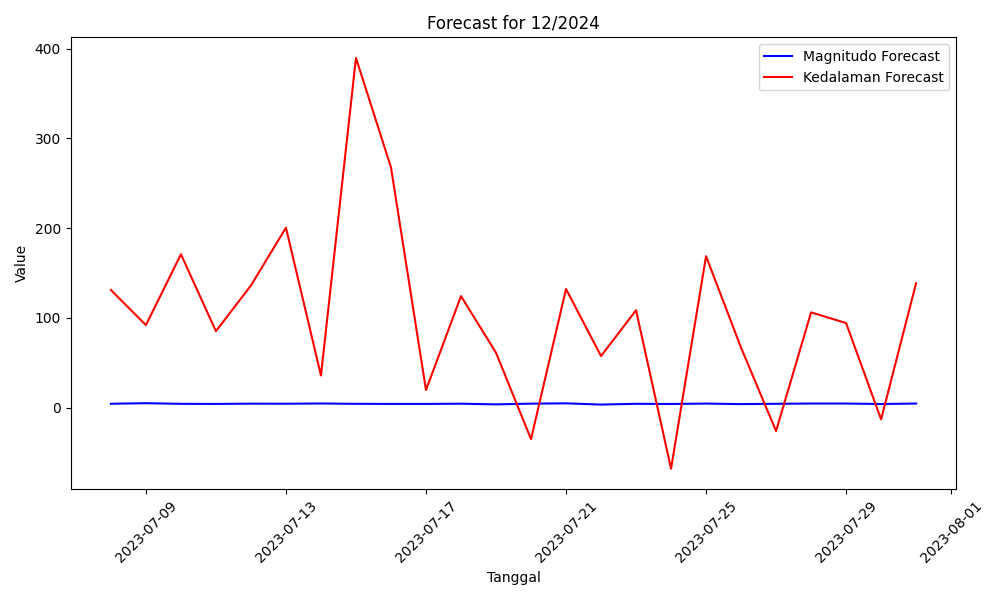 Forecast for 12/2024
Magnitudo Forecast
Kedalaman Forecast
Value
400
300
200
100
0
2023-07-09
2023-07-13
2023-07-17
2023-07-21
2023-07-25
2023-07-29
2023-08-01
Tanggal